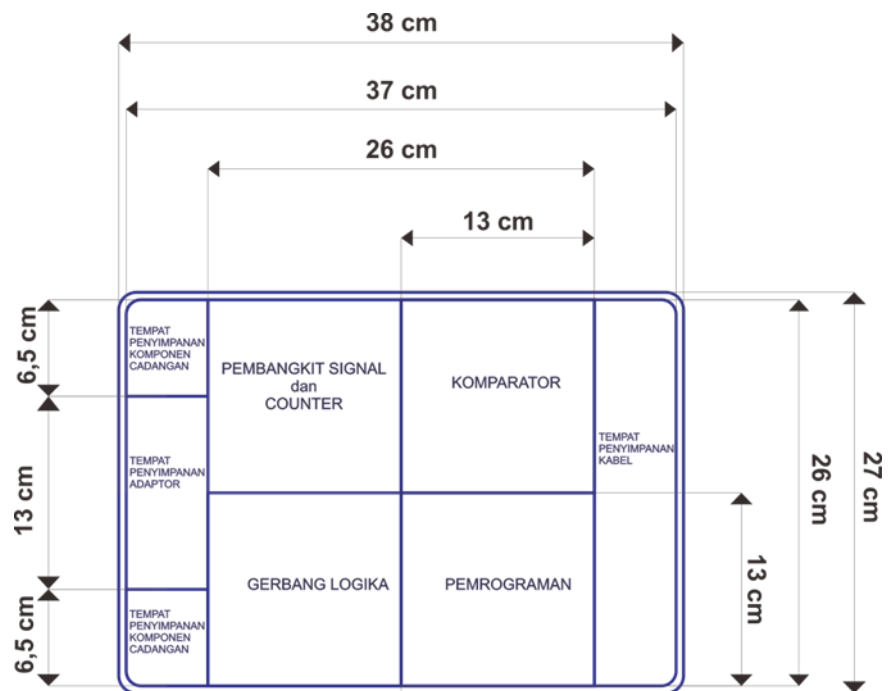 38 cm
37 cm
26 cm
13 cm
6,5 cm
13 cm
6,5 cm
TEMPAT
PENYIMPANAN
KOMPONEN
CADANGAN
PEMBANGKIT SIGNAL
dan
COUNTER
KOMPARATOR
TEMPAT
PENYIMPANAN
ADAPTOR
TEMPAT
PENYIMPANAN
KABEL
GERBANG LOGIKA
PEMROGRAMAN
TEMPAT
PENYIMPANAN
KOMPONEN
CADANGAN
13 cm
26 cm
27 cm